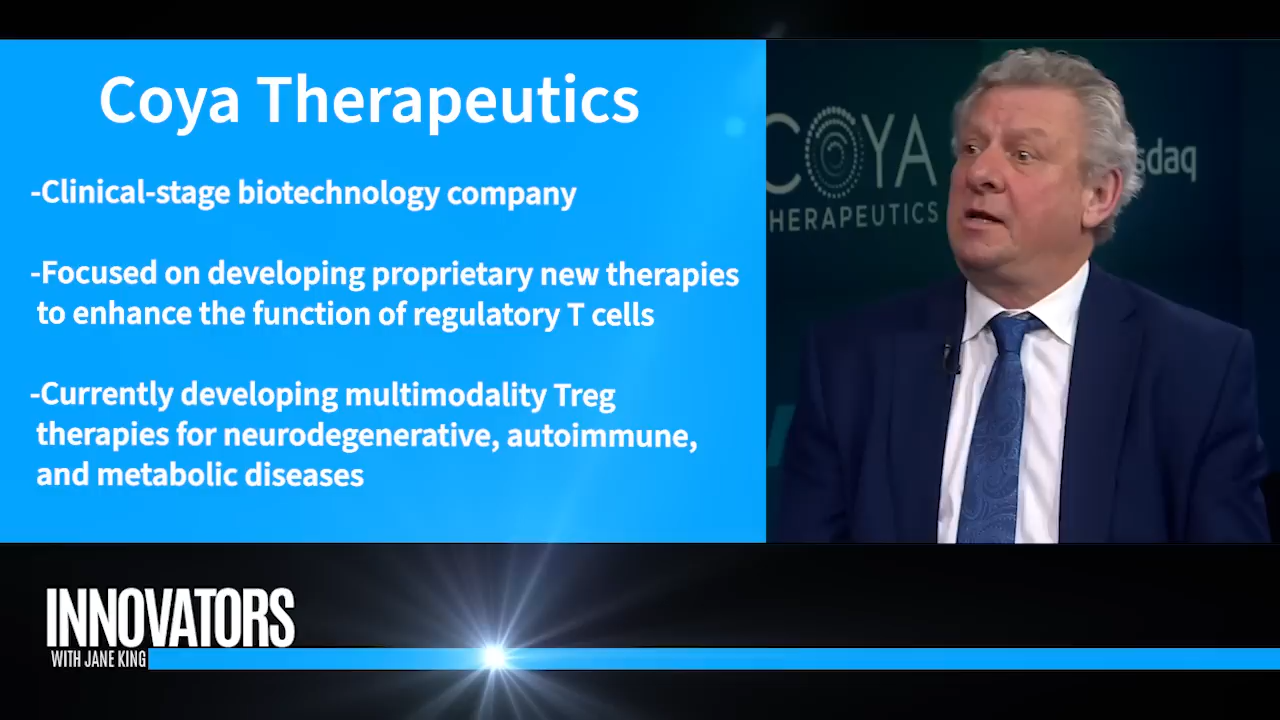 Coya Therapeutics
-Clinical-stage biotechnology company
-Focused on developing proprietary new therapies
to enhance the function of regulatory T cells
-Currently developing multimodality Treg
therapies for neurodegenerative, autoimmune,
and metabolic diseases
COYA
THERAPEUTICS
sdaq
INNOVATORS
WITH JANE KING